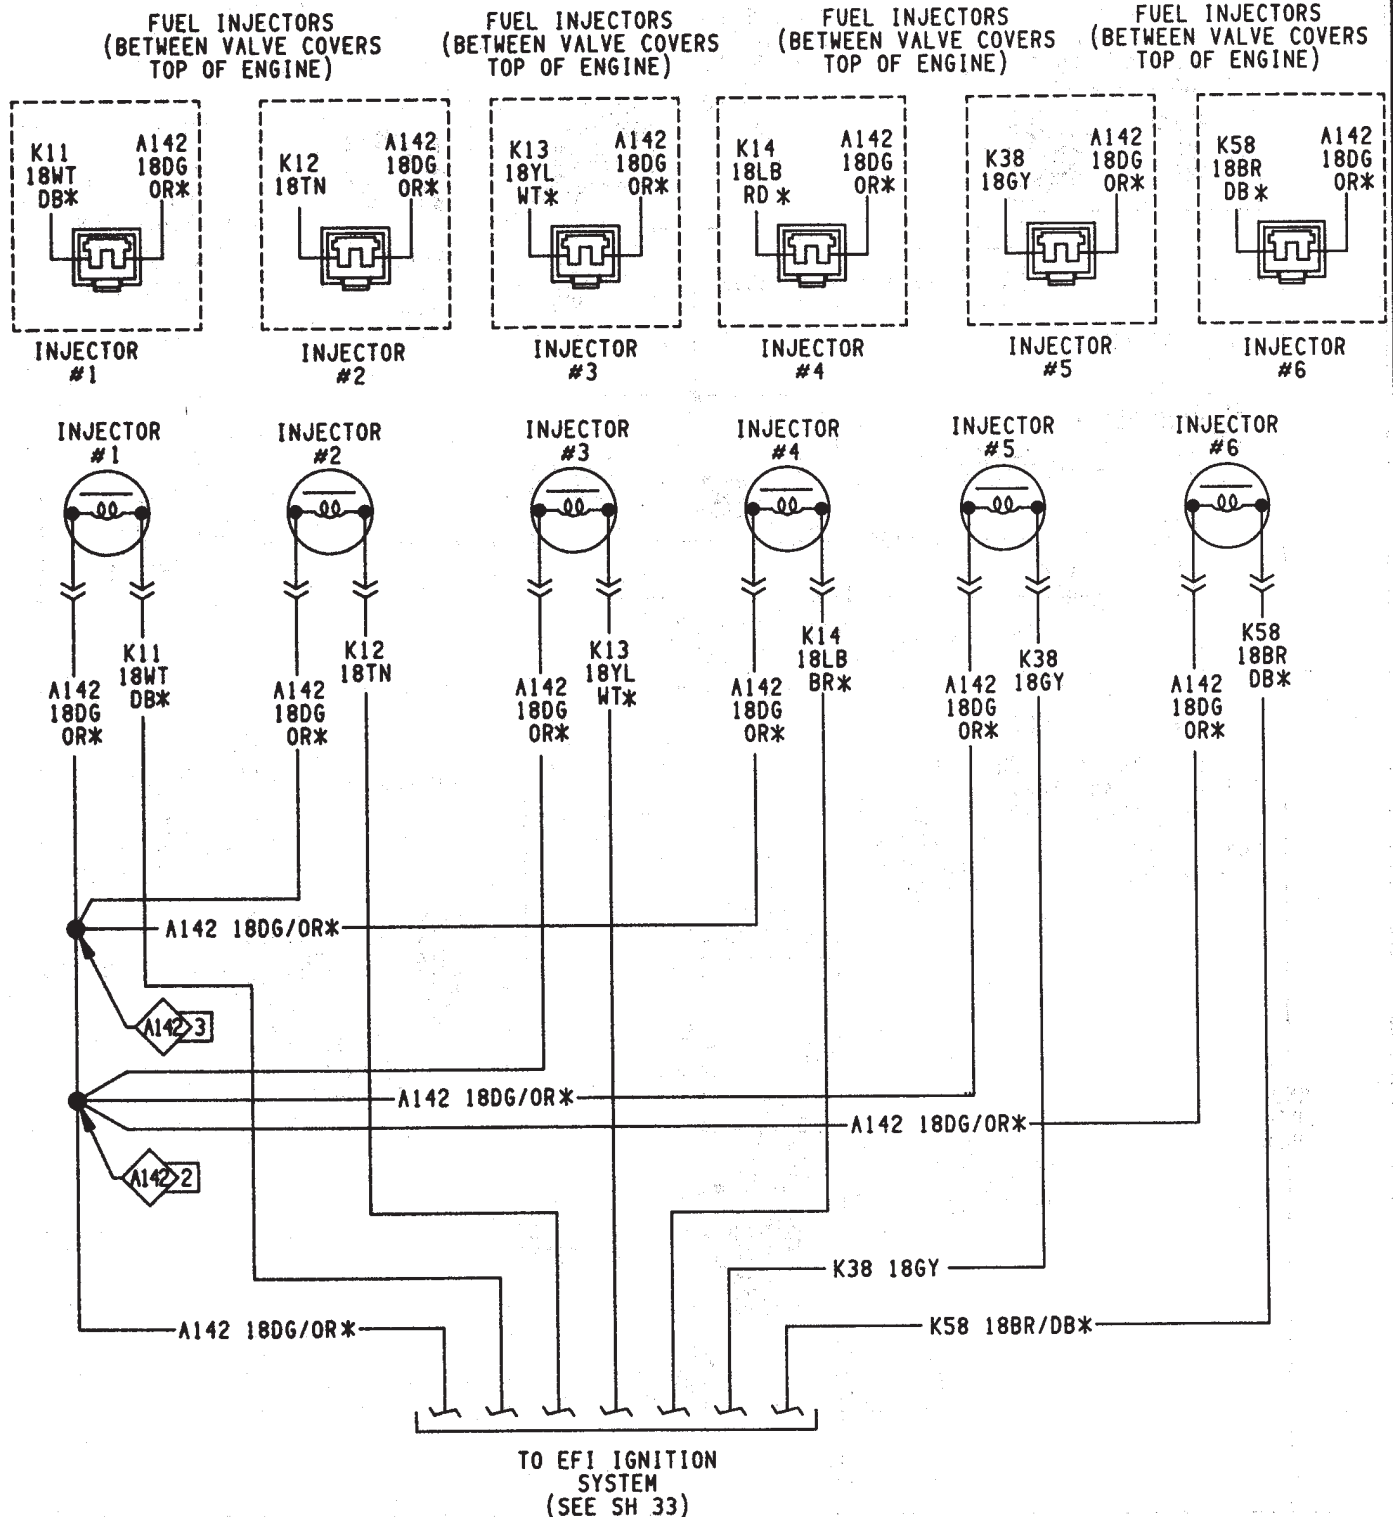 FUEL INJECTORS
(BETWEEN VALVE COVERS
TOP OF ENGINE)
FUEL INJECTORS
(BETWEEN VALVE COVERS
TOP OF ENGINE)
FUEL INJECTORS
(BETWEEN VALVE COVERS
TOP OF ENGINE)
FUEL INJECTORS
(BETWEEN VALVE COVERS
TOP OF ENGINE)
K11
18WT
DB*
A142
18DG
OR*
K12
18TN
A142
18DG
OR*
K13
18YL
WT*
A142
18DG
OR*
K14
18LB
RD *
A142
18DG
OR*
K38
18GY
A142
18DG
OR*
K58
18BR
DB *
A142
18DG
OR*
INJECTOR
#1
INJECTOR
#2
INJECTOR
#3
INJECTOR
#4
INJECTOR
#5
INJECTOR
#6
INJECTOR
#1
INJECTOR
#2
INJECTOR
#3
INJECTOR
#4
INJECTOR
#5
INJECTOR
#6
A142
18DG
OR*
K11
18WT
DB*
A142
18DG
OR*
K12
18TN
A142
18DG
OR*
K13
18YL
WT*
A142
18DG
OR*
K14
18LB
BR*
A142
18DG
OR*
K38
18GY
A142
18DG
OR*
K58
18BR
DB*
A142 18DG/OR*
A142 3
A142 18DG/OR*
A142 18DG/OR*
A142 2
K38 18GY
A142 18DG/OR*
K58 18BR/DB*
TO EFI IGNITION
SYSTEM
(SEE SH 33)